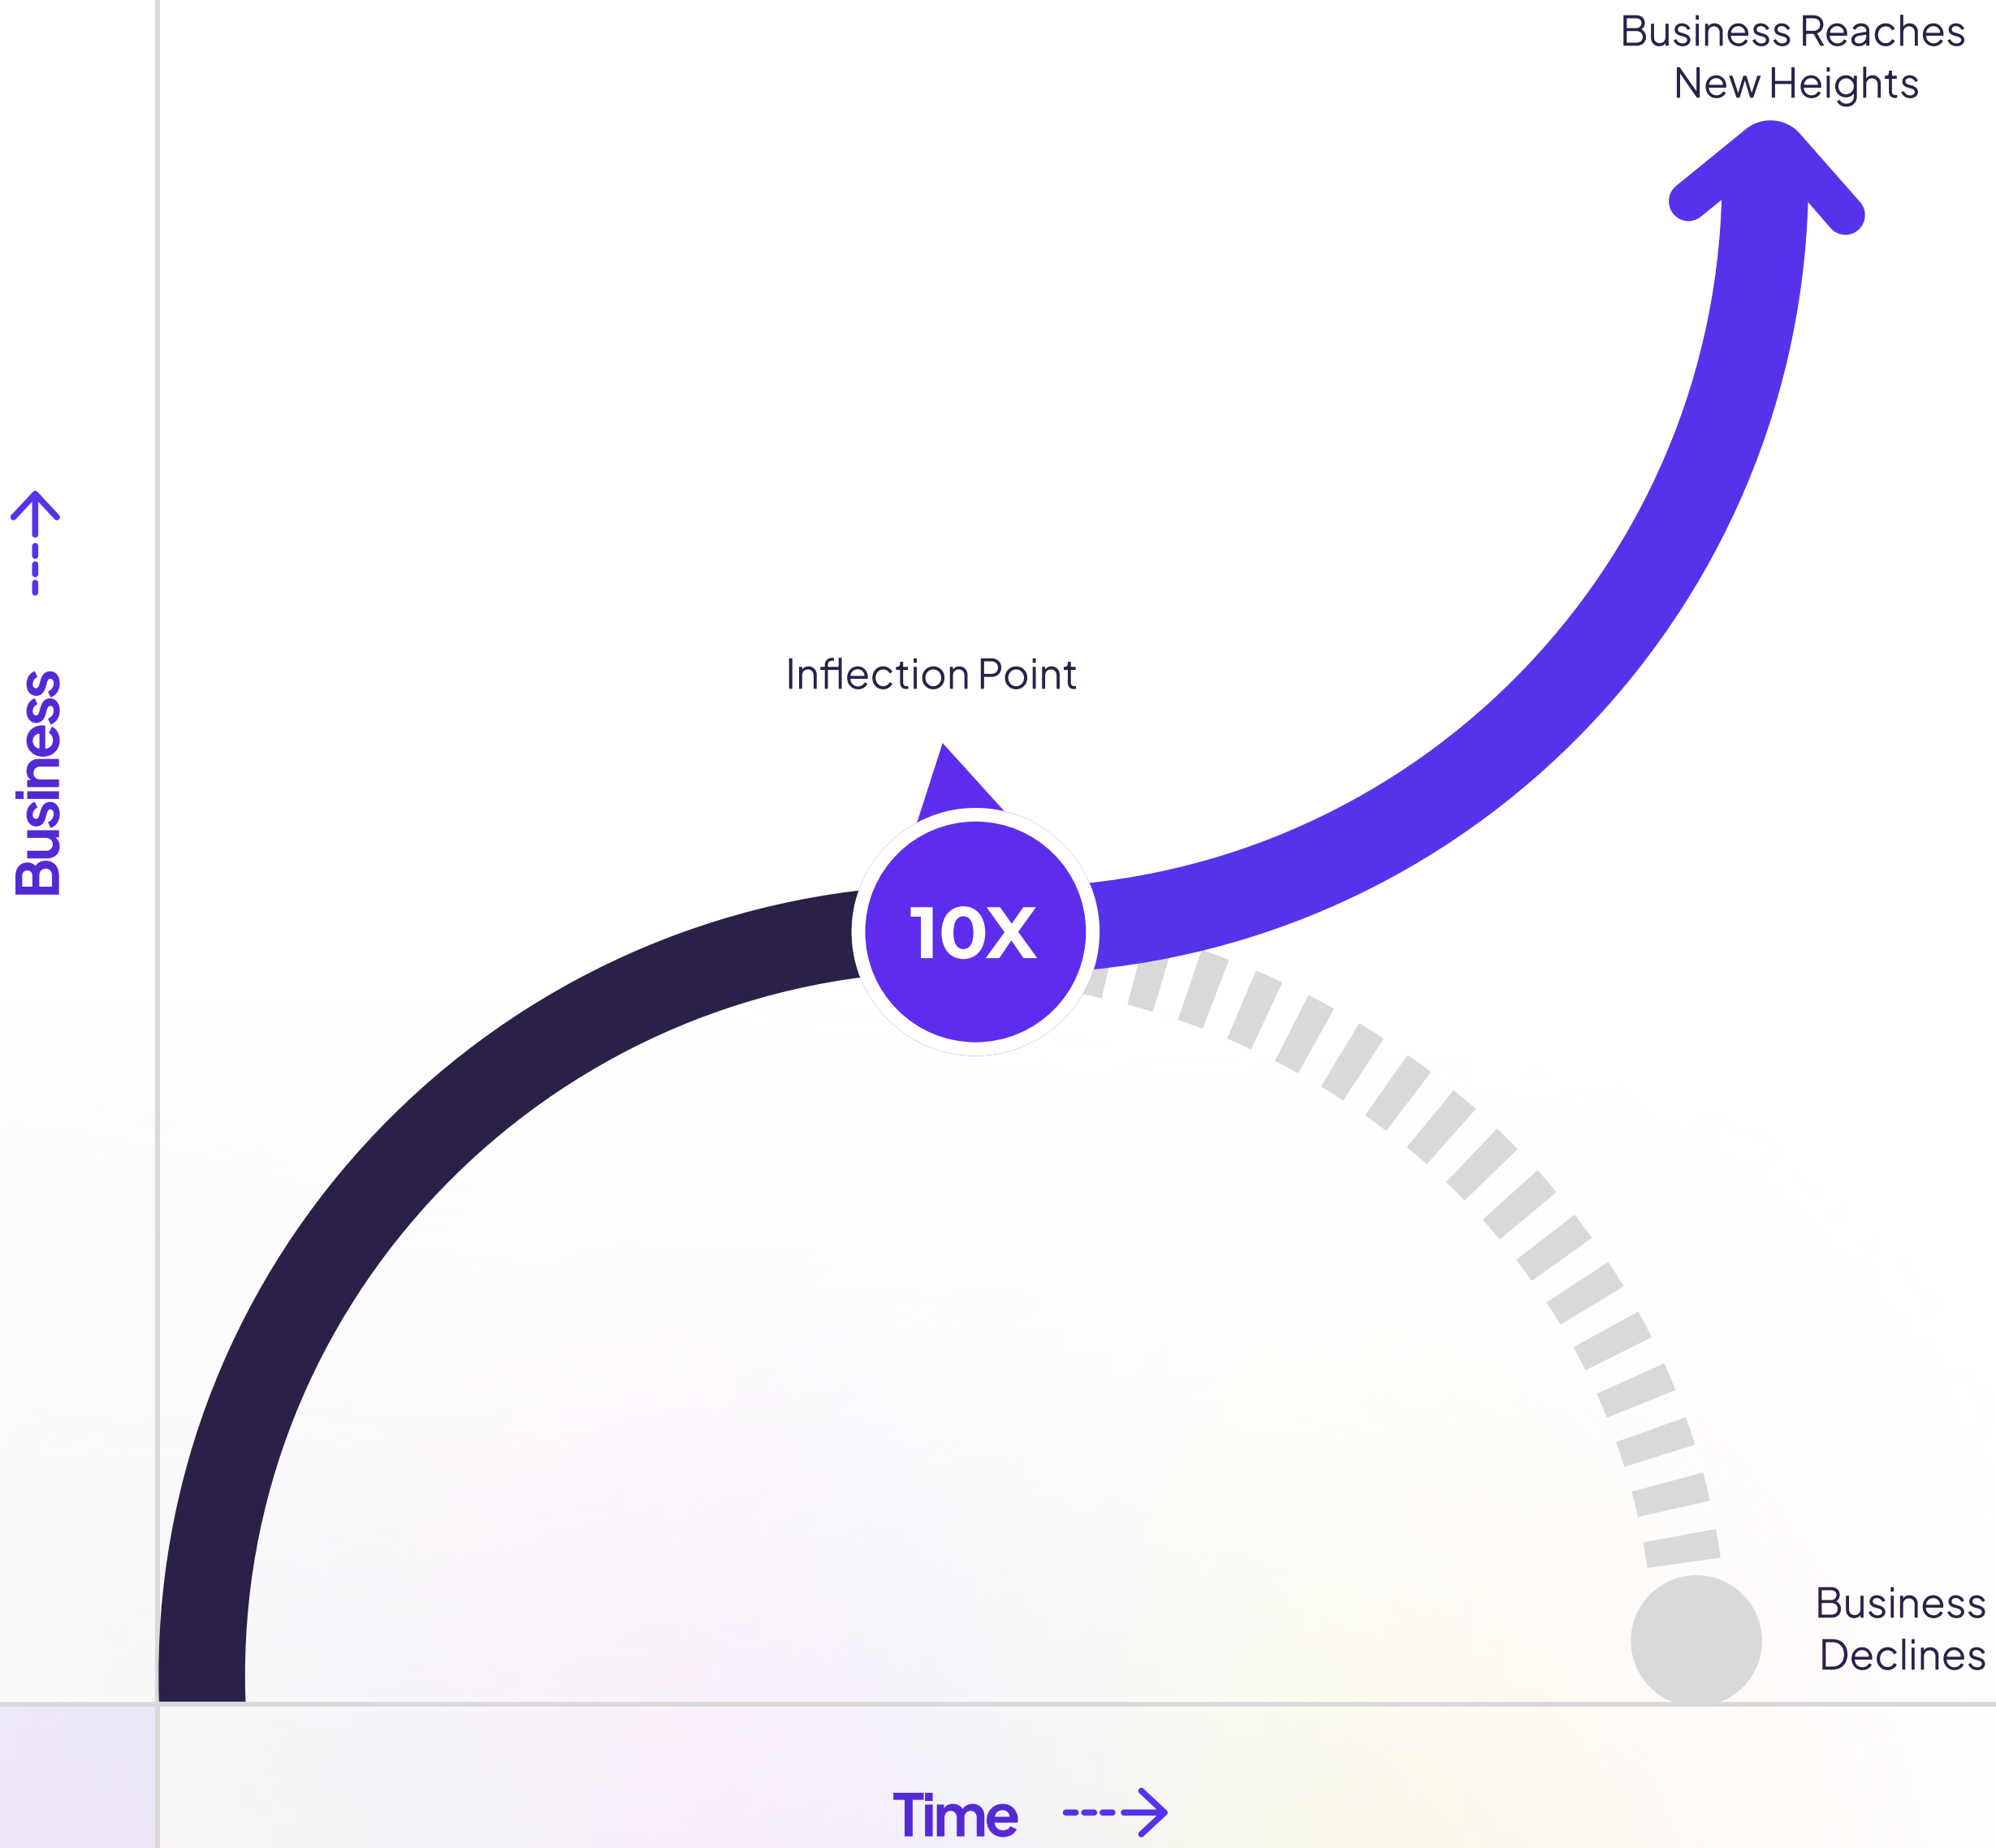 Business Reaches
New Heights
Inflection Point
Business
10X
Business
Declines
Time